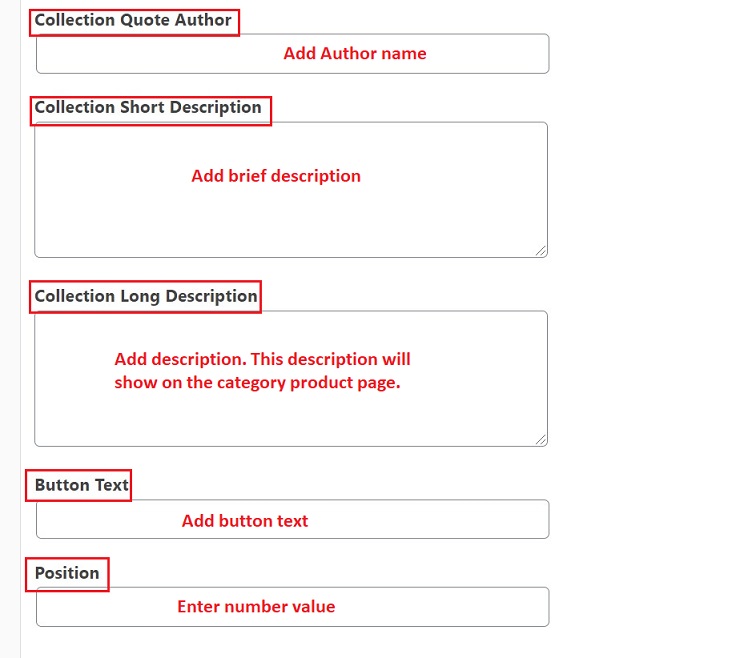 Collection Quote Author
Add Author name
Collection Short Description
Add brief description
Collection Long Description
Add description. This description will
show on the category product page.
Button Text
Add button text
Position
Enter number value